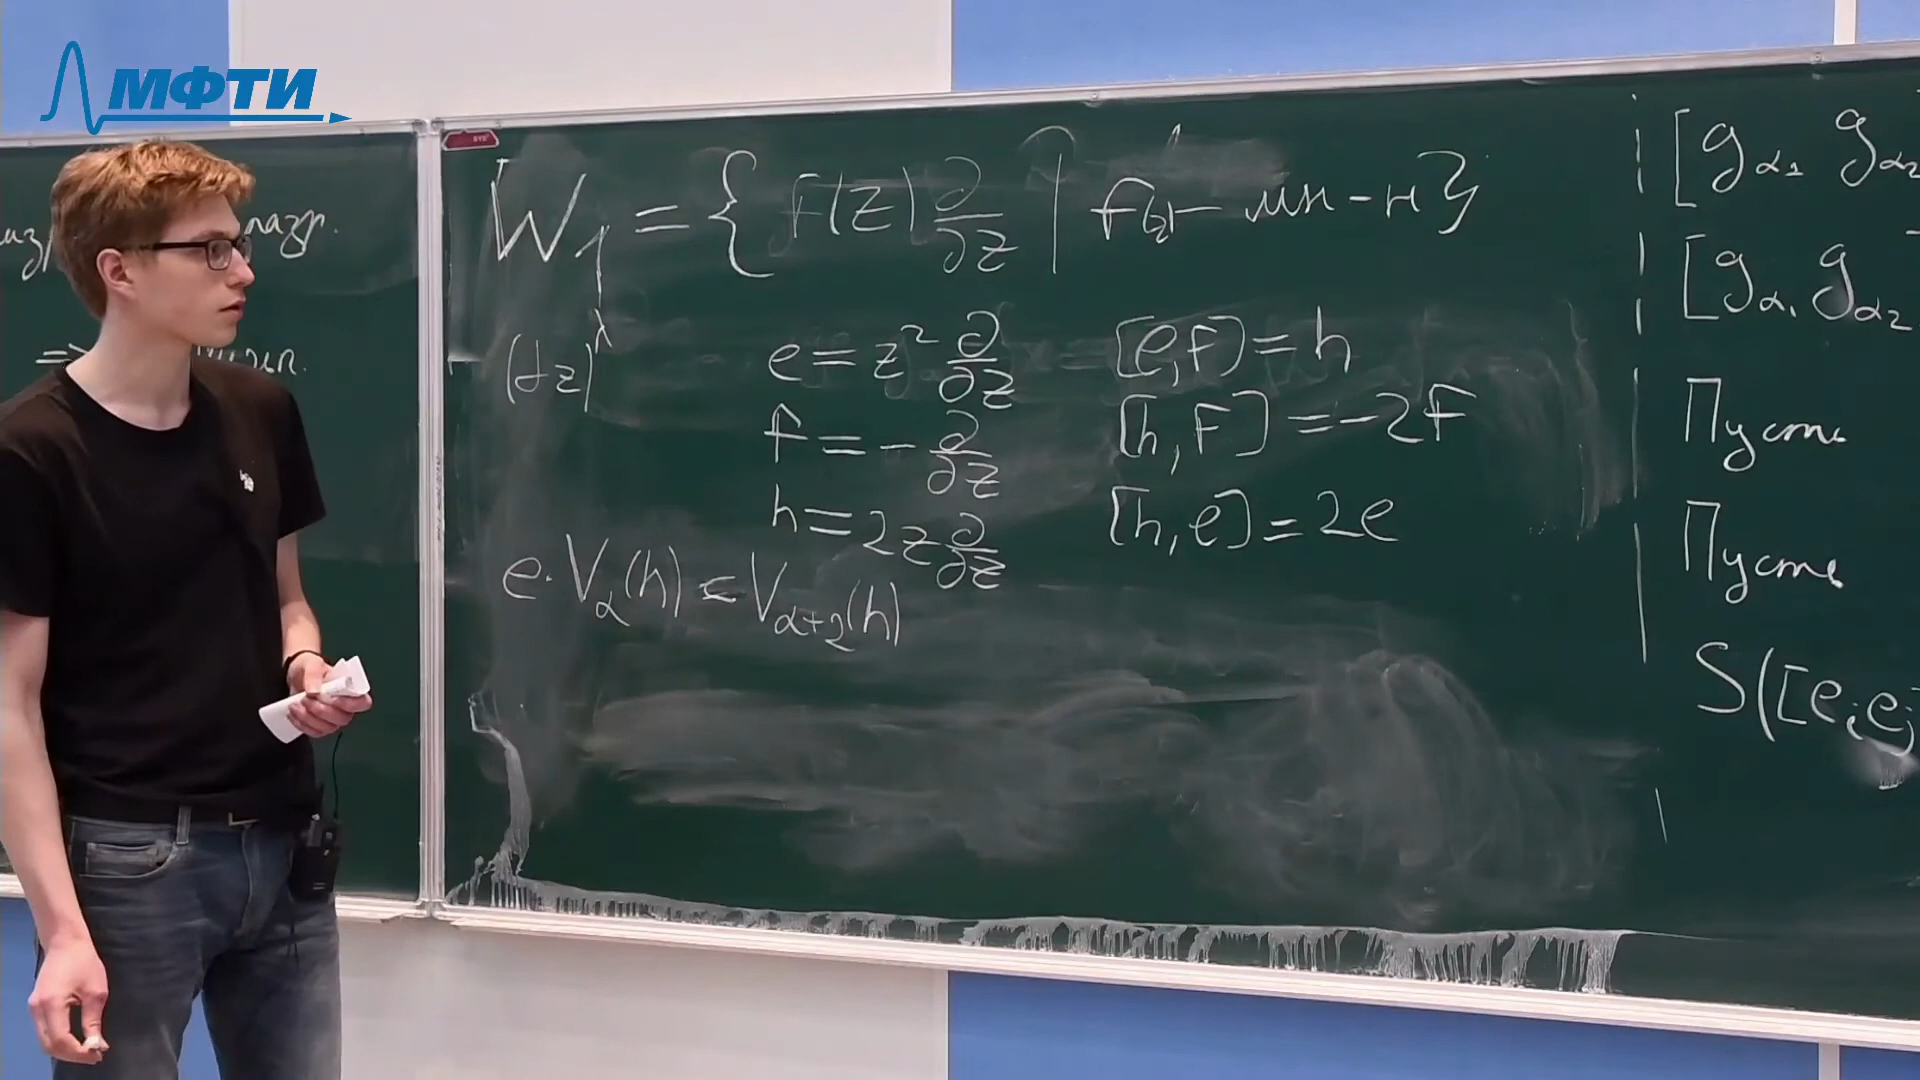 МФТИ
разр.
W₁ = { f(z) ∂/∂z | f(z) – мн-н }
(dz)^λ
e = z² ∂/∂z [e,f] = h
f = - ∂/∂z [h,f] = -2f
h = 2z ∂/∂z [h,e] = 2e
e·V_α(h) ⊂ V_{α+2}(h)
[g_{α₁} g_{α₂}
[g_{α₁} g_{α₂}
Пусть
Пусть
S([e_i e_j]